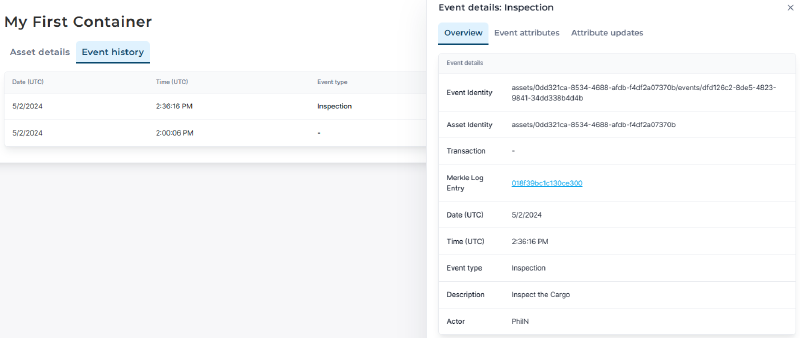 My First Container
Asset details Event history
Date (UTC) Time (UTC) Event type
5/2/2024 2:36:16 PM Inspection
5/2/2024 2:00:06 PM -
Event details: Inspection
Overview Event attributes Attribute updates
Event details
Event Identity assets/0dd321ca-8534-4688-afdb-f4df2a07370b/events/dfd126c2-8de5-4823-
9841-34dd338b4d4b
Asset Identity assets/0dd321ca-8534-4688-afdb-f4df2a07370b
Transaction -
Merkle Log
Entry
018f39bc1c130ce300
Date (UTC) 5/2/2024
Time (UTC) 2:36:16 PM
Event type Inspection
Description Inspect the Cargo
Actor PhilN